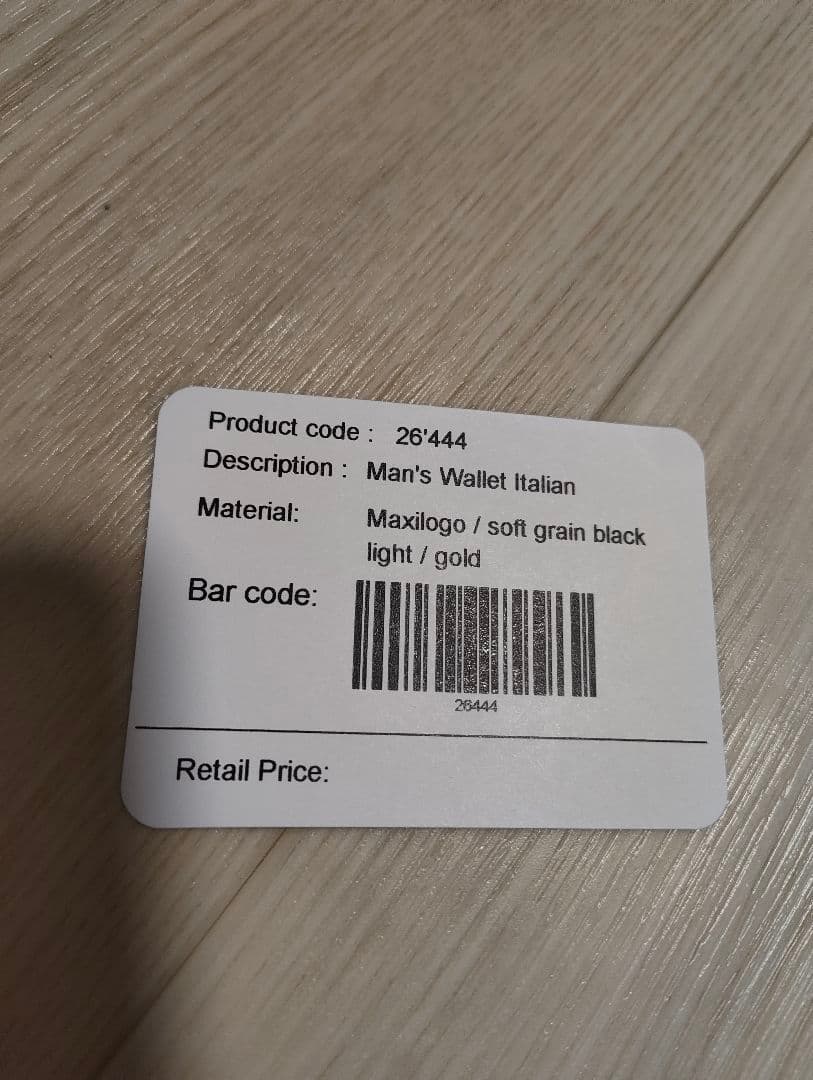 Product code : 26'444
Description : Man's Wallet Italian
Material: Maxilogo / soft grain black
light / gold
Bar code:
26444
Retail Price: